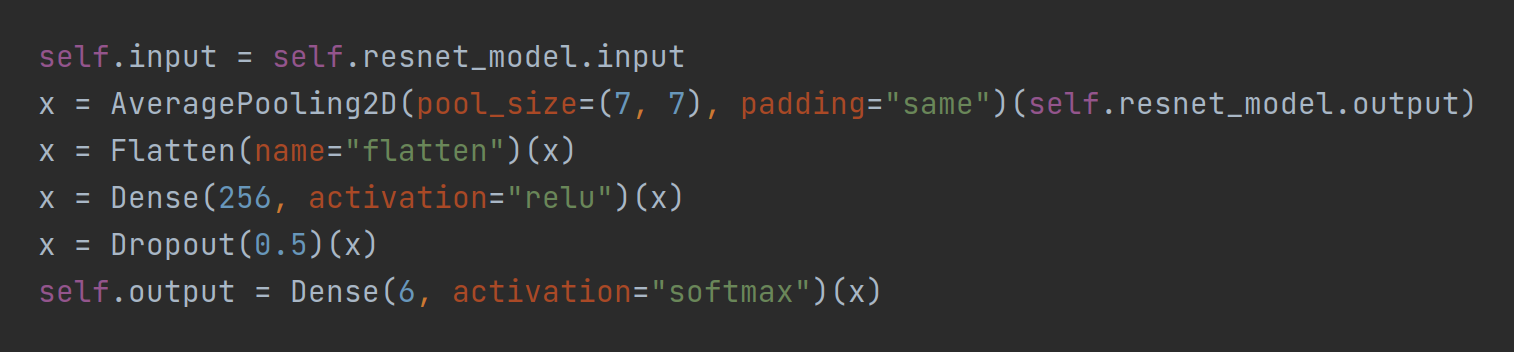 self.input = self.resnet_model.input
x = AveragePooling2D(pool_size=(7, 7), padding="same")(self.resnet_model.output)
x = Flatten(name="flatten")(x)
x = Dense(256, activation="relu")(x)
x = Dropout(0.5)(x)
self.output = Dense(6, activation="softmax")(x)